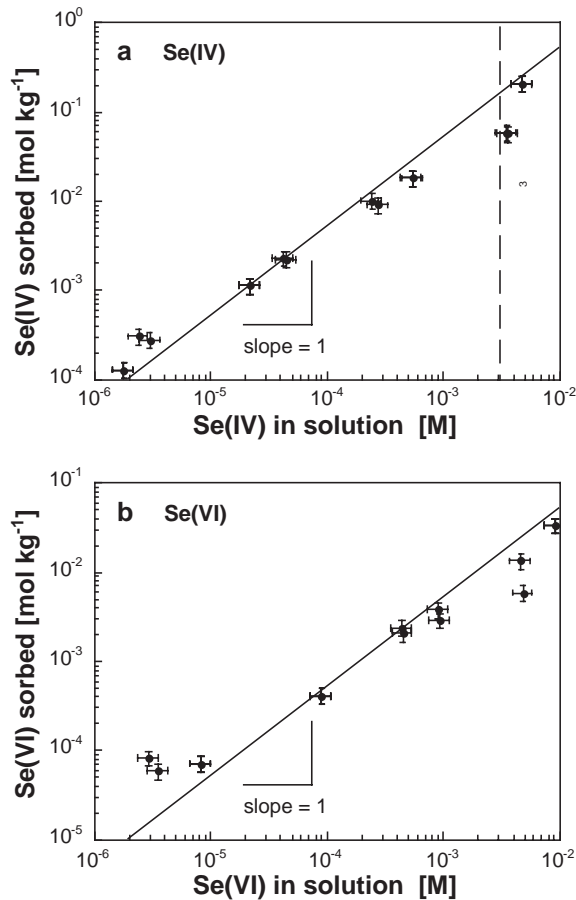 a Se(IV)
10⁰
10⁻¹
10⁻²
10⁻³
10⁻⁴
Se(IV) sorbed [mol kg⁻¹]
3
slope = 1
10⁻⁶ 10⁻⁵ 10⁻⁴ 10⁻³ 10⁻²
Se(IV) in solution [M]
b Se(VI)
10⁻¹
10⁻²
10⁻³
10⁻⁴
10⁻⁵
Se(VI) sorbed [mol kg⁻¹]
slope = 1
10⁻⁶ 10⁻⁵ 10⁻⁴ 10⁻³ 10⁻²
Se(VI) in solution [M]